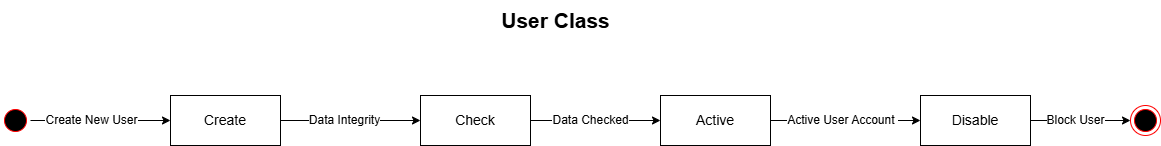 User Class
Create New User
Create
Data Integrity
Check
Data Checked
Active
Active User Account
Disable
Block User